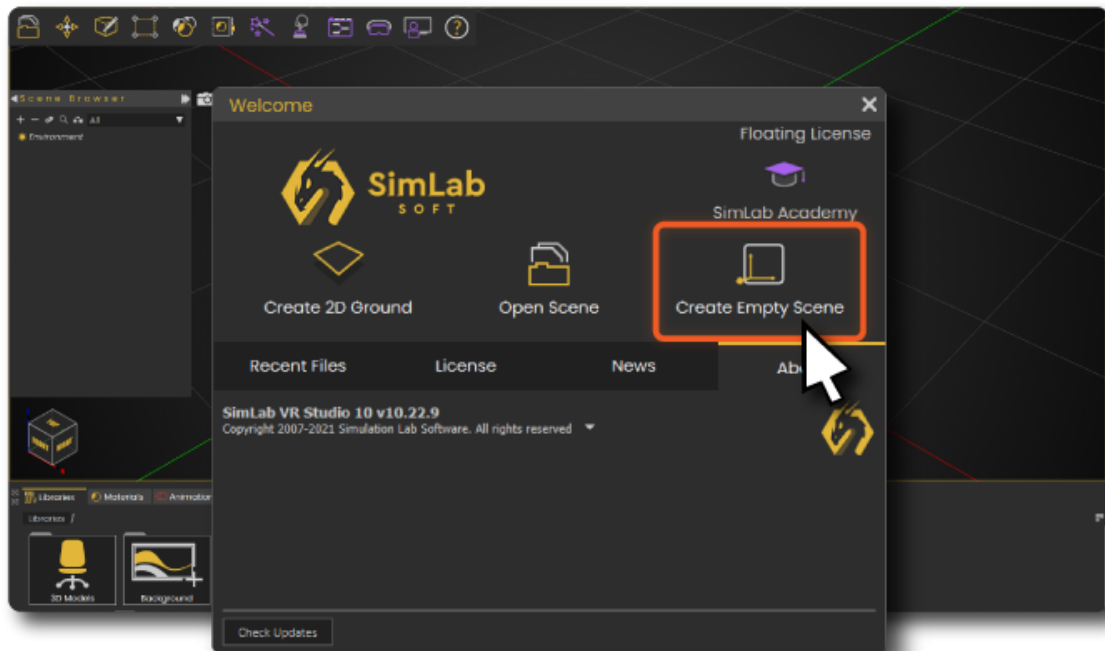 Scene Browser
All
Environment
Welcome
Floating License
SimLab
SOFT
SimLab Academy
Create 2D Ground
Open Scene
Create Empty Scene
Recent Files
License
News
SimLab VR Studio 10 v10.22.9
Copyright 2007-2021 Simulation Lab Software. All rights reserved
Libraries
Materials
Animation
Libraries /
3D Models
Background
Check Updates